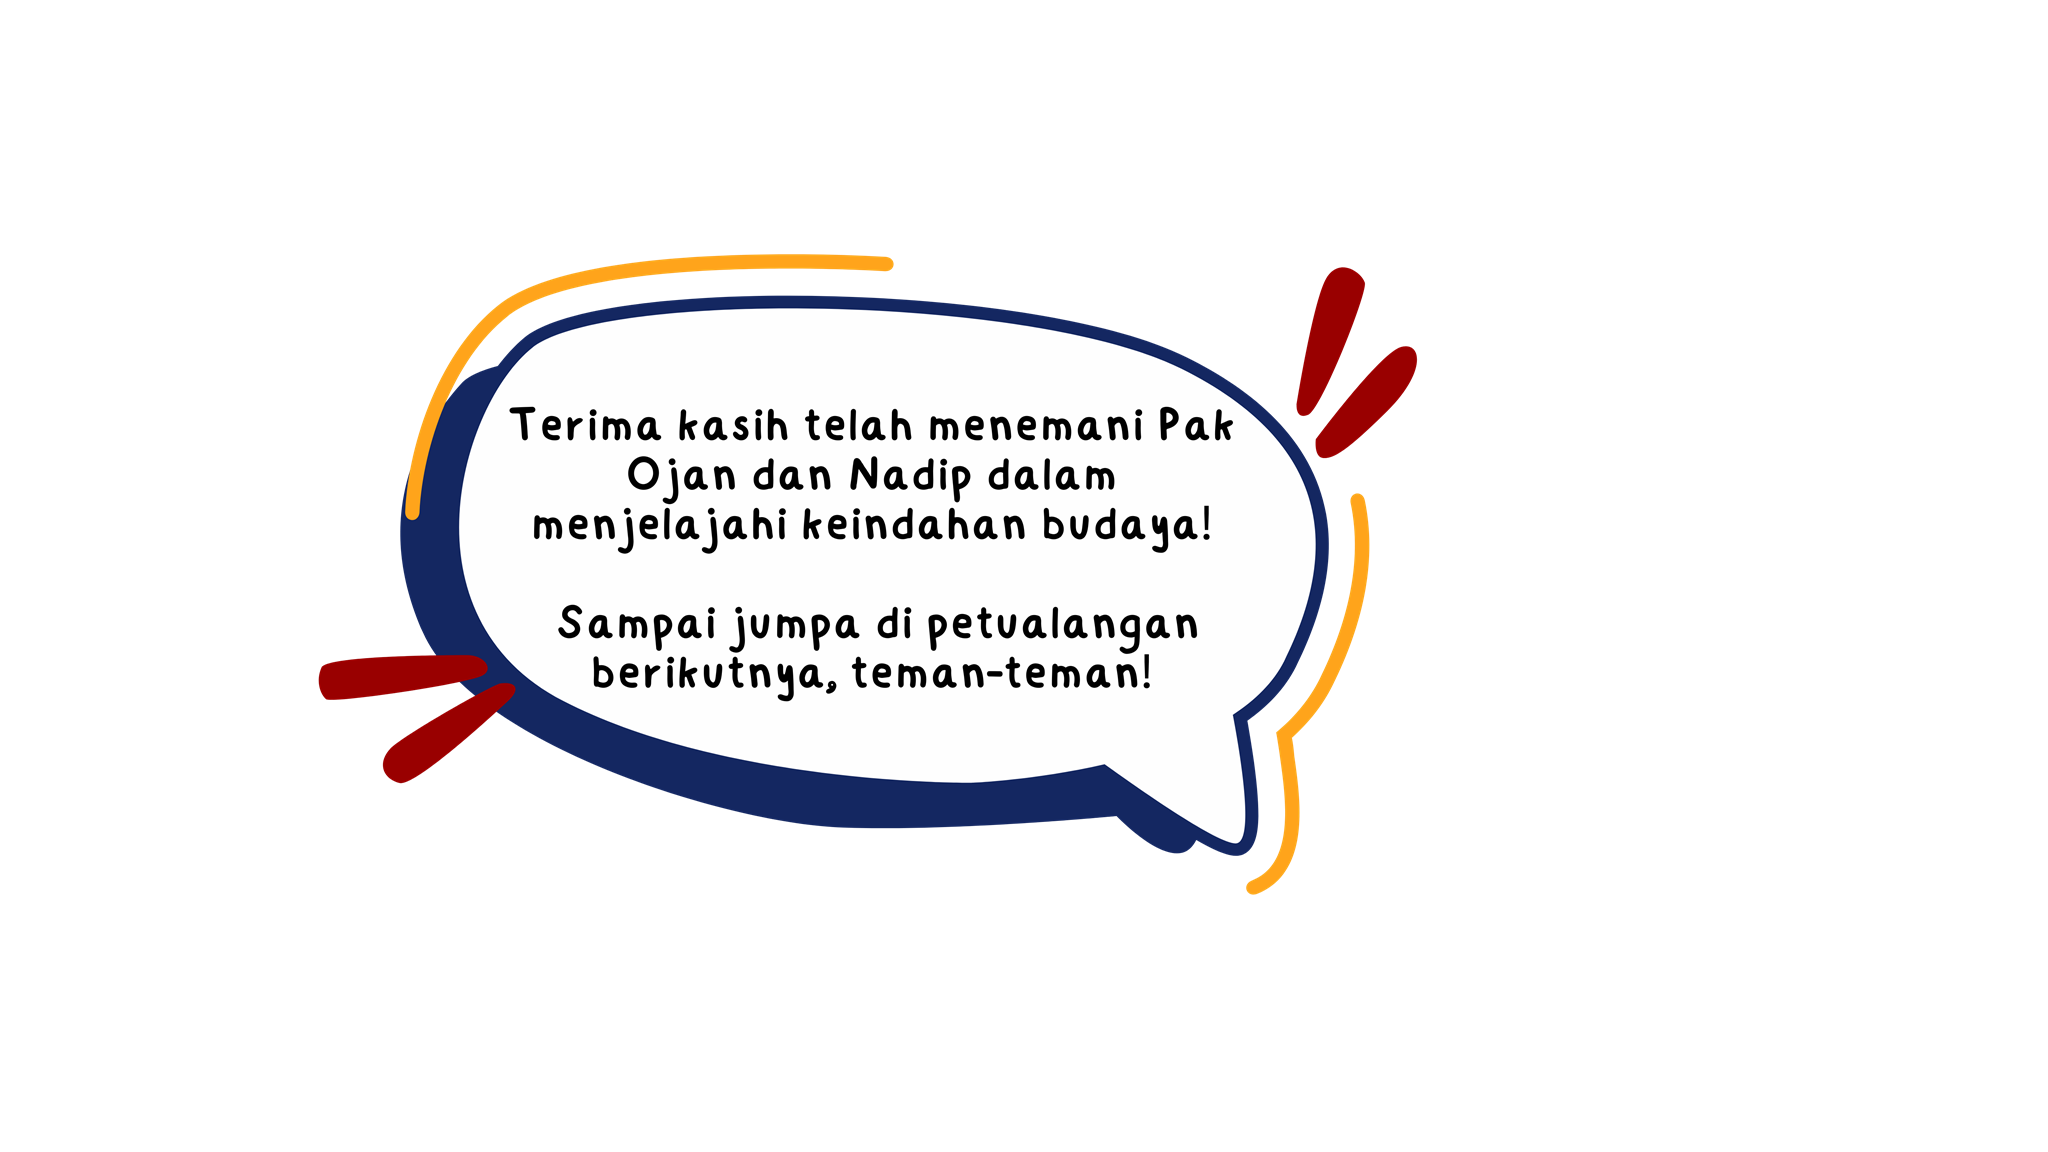 Terima kasih telah menemani Pak
Ojan dan Nadip dalam
menjelajahi keindahan budaya!
Sampai jumpa di petualangan
berikutnya, teman-teman!